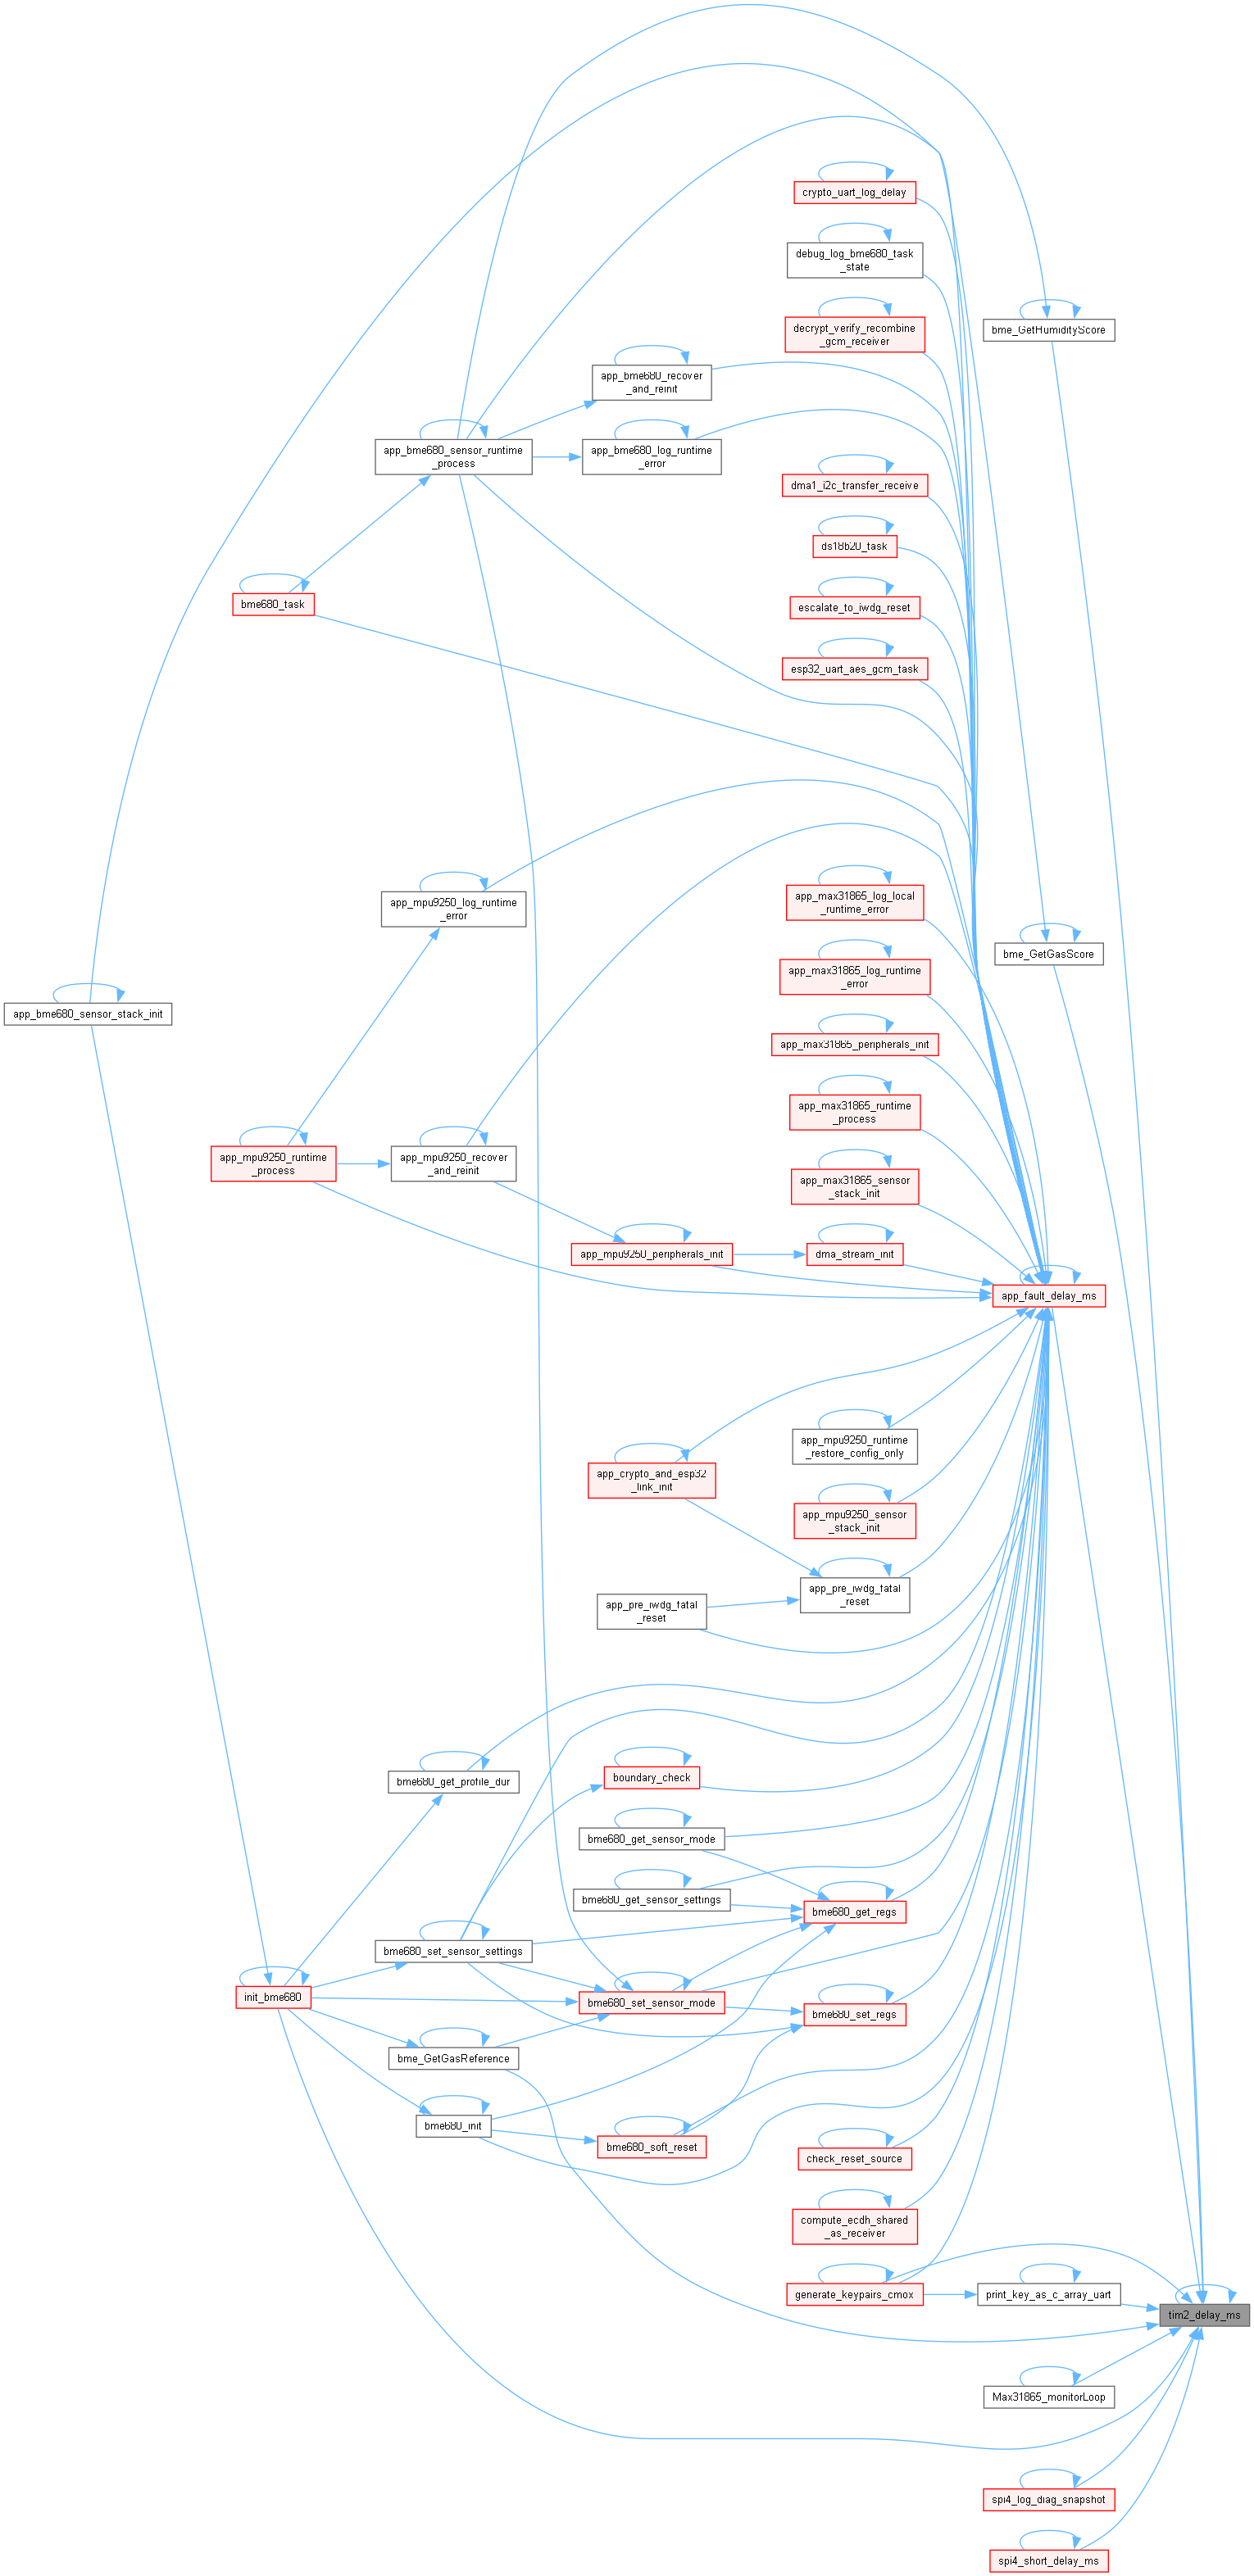 crypto_uart_log_delay
debug_log_bme680_task
_state
bme_GetHumidityScore
decrypt_verify_recombine
_gcm_receiver
app_bme680_recover
_and_reinit
app_bme680_sensor_runtime
_process
app_bme680_log_runtime
_error
dma1_i2c_transfer_receive
ds18b20_task
bme680_task
escalate_to_iwdg_reset
esp32_uart_aes_gcm_task
app_max31865_log_local
_runtime_error
app_mpu9250_log_runtime
_error
bme_GetGasScore
app_max31865_log_runtime
_error
app_bme680_sensor_stack_init
app_max31865_peripherals_init
app_max31865_runtime
_process
app_mpu9250_runtime
_process
app_mpu9250_recover
_and_reinit
app_max31865_sensor
_stack_init
app_mpu9250_peripherals_init
dma_stream_init
app_fault_delay_ms
app_mpu9250_runtime
_restore_config_only
app_crypto_and_esp32
_link_init
app_mpu9250_sensor
_stack_init
app_pre_iwdg_fatal
_reset
app_pre_iwdg_fatal
_reset
boundary_check
bme680_get_profile_dur
bme680_get_sensor_mode
bme680_get_sensor_settings
bme680_get_regs
bme680_set_sensor_settings
init_bme680
bme680_set_sensor_mode
bme680_set_regs
bme_GetGasReference
bme680_init
bme680_soft_reset
check_reset_source
compute_ecdh_shared
_as_receiver
generate_keypairs_cmox
print_key_as_c_array_uart
tim2_delay_ms
Max31865_monitorLoop
spi4_log_diag_snapshot
spi4_short_delay_ms